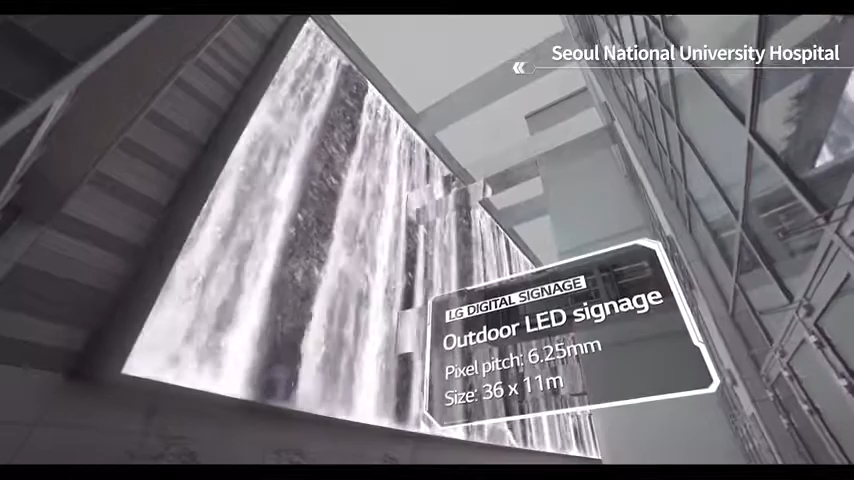 Seoul National University Hospital
LG DIGITAL SIGNAGE
Outdoor LED signage
Pixel pitch: 6.25mm
Size: 36 x 11m